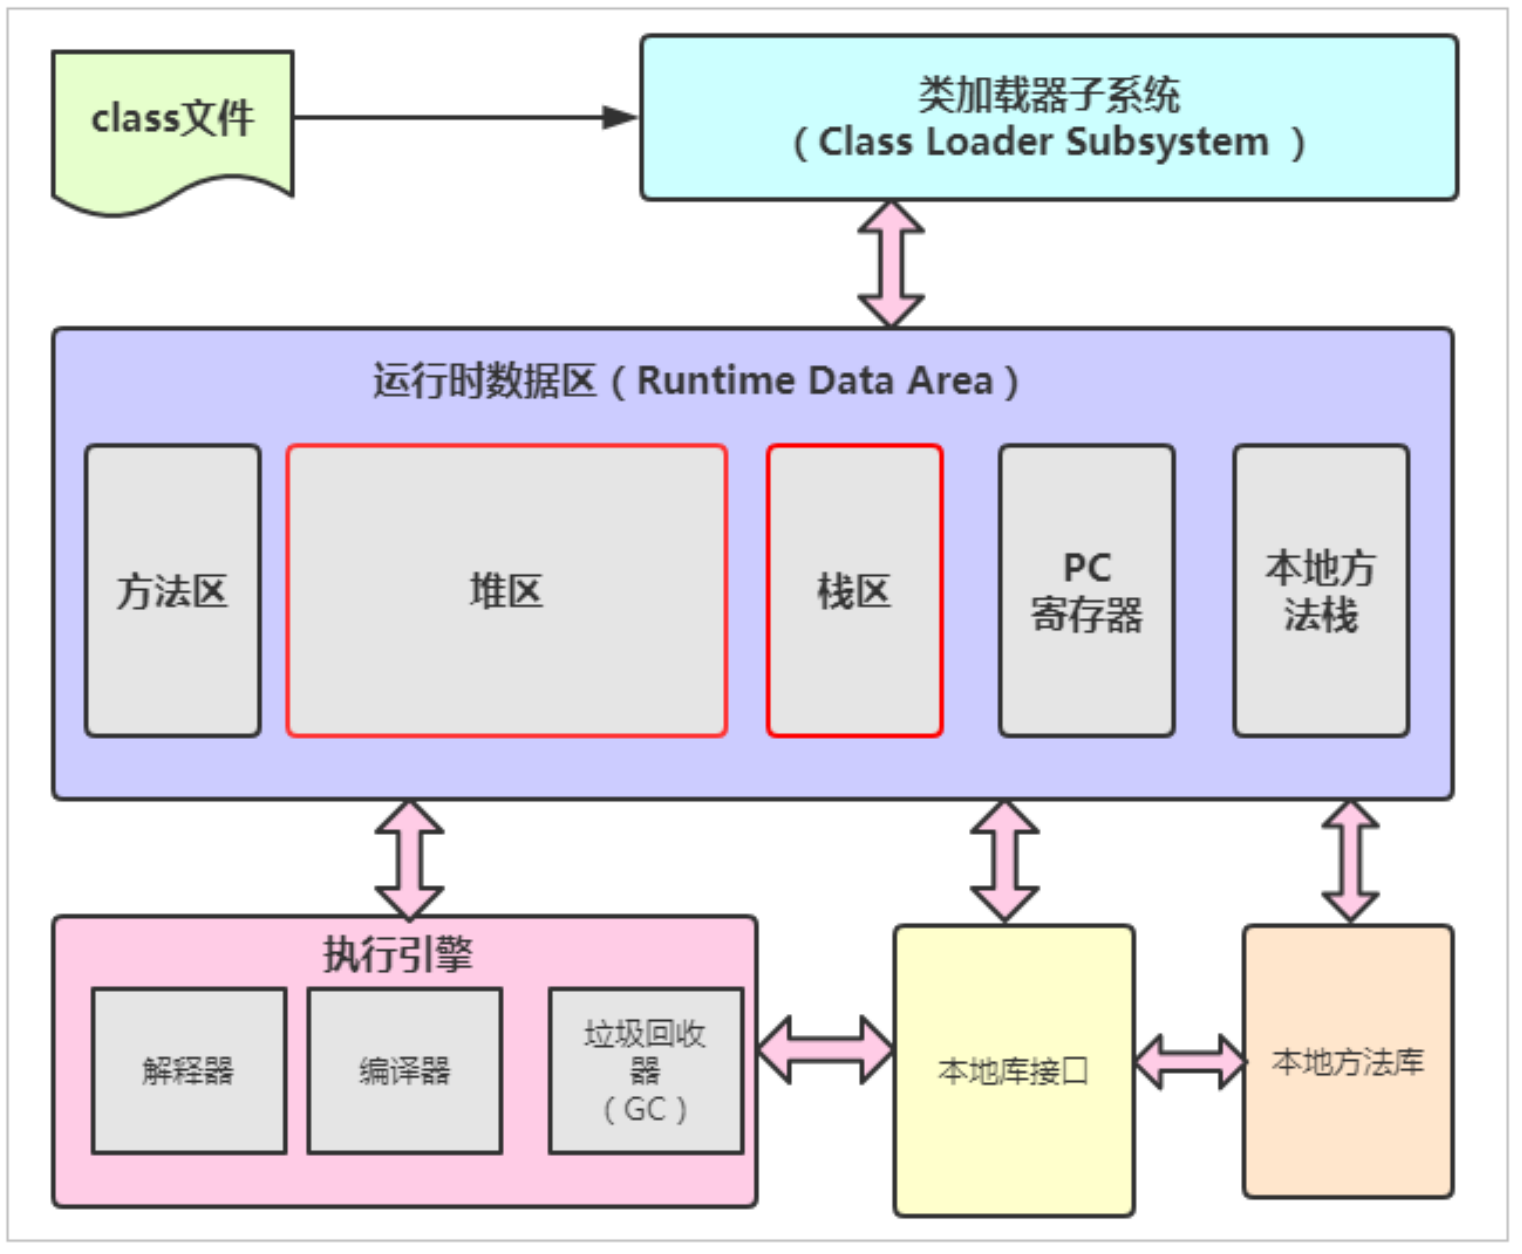 class文件
类加载器子系统
（Class Loader Subsystem ）
运行时数据区（Runtime Data Area）
方法区
堆区
栈区
PC
寄存器
本地方
法栈
执行引擎
解释器
编译器
垃圾回收
器
（GC）
本地库接口
本地方法库